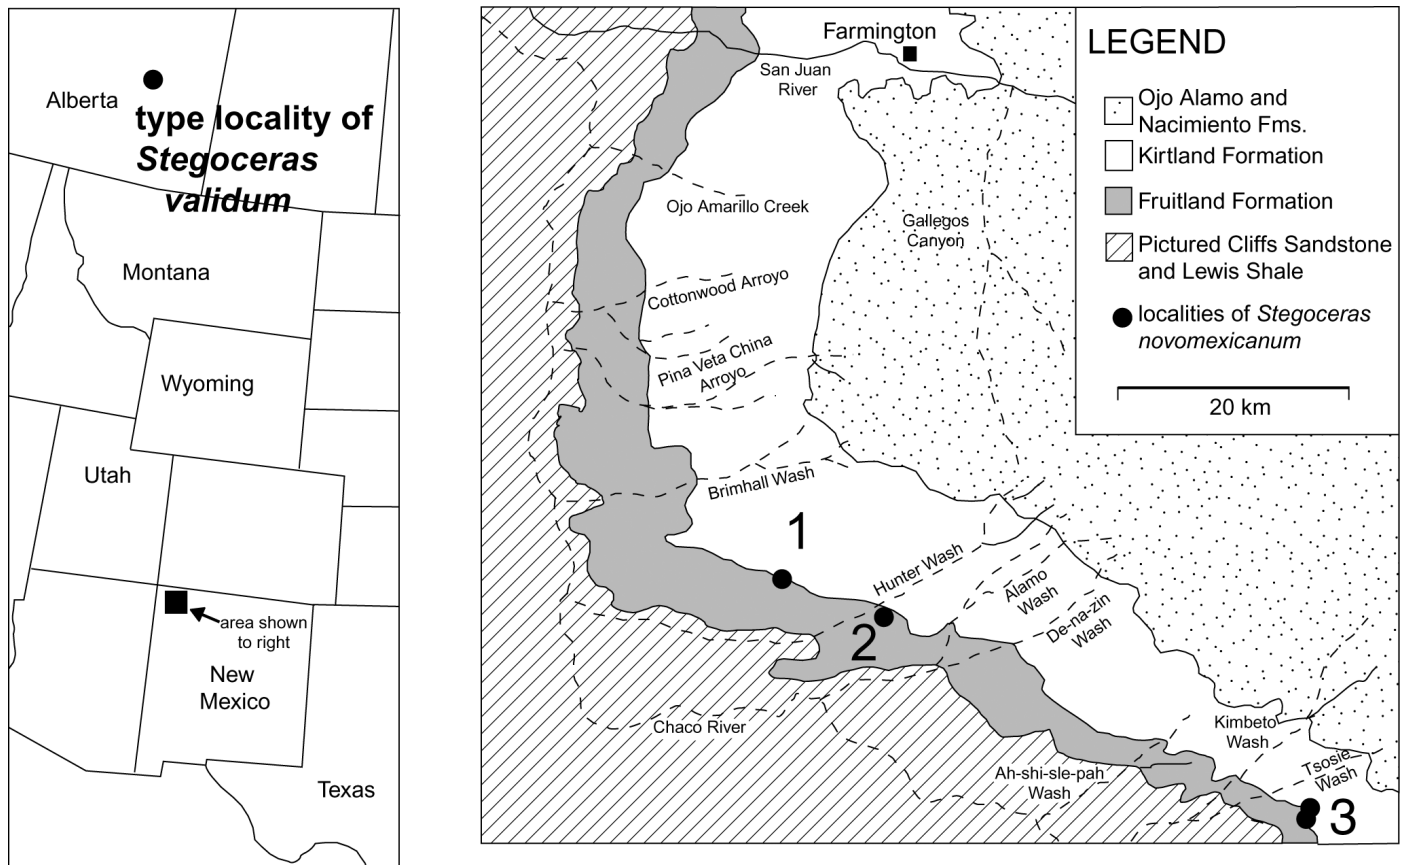 Alberta
type locality of
Stegoceras
validum
Montana
Wyoming
Utah
area shown
to right
New
Mexico
Texas
Farmington
San Juan
River
Ojo Amarillo Creek
Gallegos
Canyon
Cottonwood Arroyo
Pina Veta China
Arroyo
Brimhall Wash
1
Hunter Wash
2
Alamo
Wash
De-na-zin
Wash
Chaco River
Ah-shi-sle-pah
Wash
Kimbeto
Wash
Tsosie
Wash
3
LEGEND
Ojo Alamo and
Nacimiento Fms.
Kirtland Formation
Fruitland Formation
Pictured Cliffs Sandstone
and Lewis Shale
localities of Stegoceras
novomexicanum
20 km